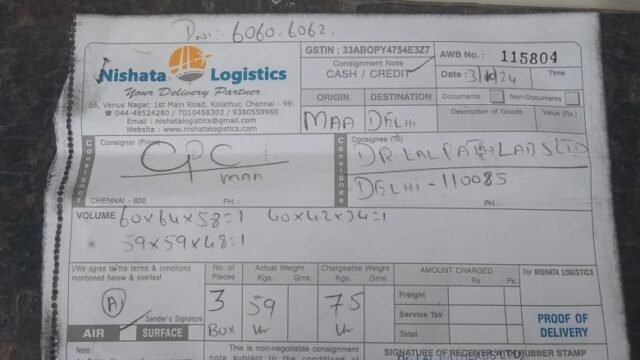 6060.6062.
Nishata Logistics
Your Delivery Partner
36, Venus Nagar, 1st Main Road, Kolathur, Chennai - 99.
☎ 044-48524280 / 7010458303 / 9380559960
Email : nishatalogistics@gmail.com
Website : www.nishatalogistics.com
GSTIN : 33ABOPY4754E3Z7
Consignment Note
CASH / CREDIT
AWB No.: 115804
Date : 3/10/24 Time
ORIGIN DESTINATION
MAA DELHI
Documents Non-Documents
Description of Goods Value (Rs.)
Consignor
Consignor (From)
GPC
MAA
CHENNAI - 600 PH.:
Consignee
Consignee (To)
DR.LAL PATH LABS LTD
DELHI-110085
PH.:
VOLUME 60x64x58=1 40x42x34=1
59x59x48=1
I/We agree to the terms & conditions
mentioned below & overleaf
A
Sender's Signature
AIR SURFACE
No. of Pieces
3
Box
Actual Weight
Kgs. Gms.
59
Chargeable Weight
Kgs. Gms.
75
AMOUNT CHARGED
Rs. Ps.
Freight
Service Tax
Total
For NISHATA LOGISTICS
PROOF OF
DELIVERY
Note :
This is non-negotiable consignment
note subject to the conditions of
SIGNATURE OF RECEIVER WITH RUBBER STAMP